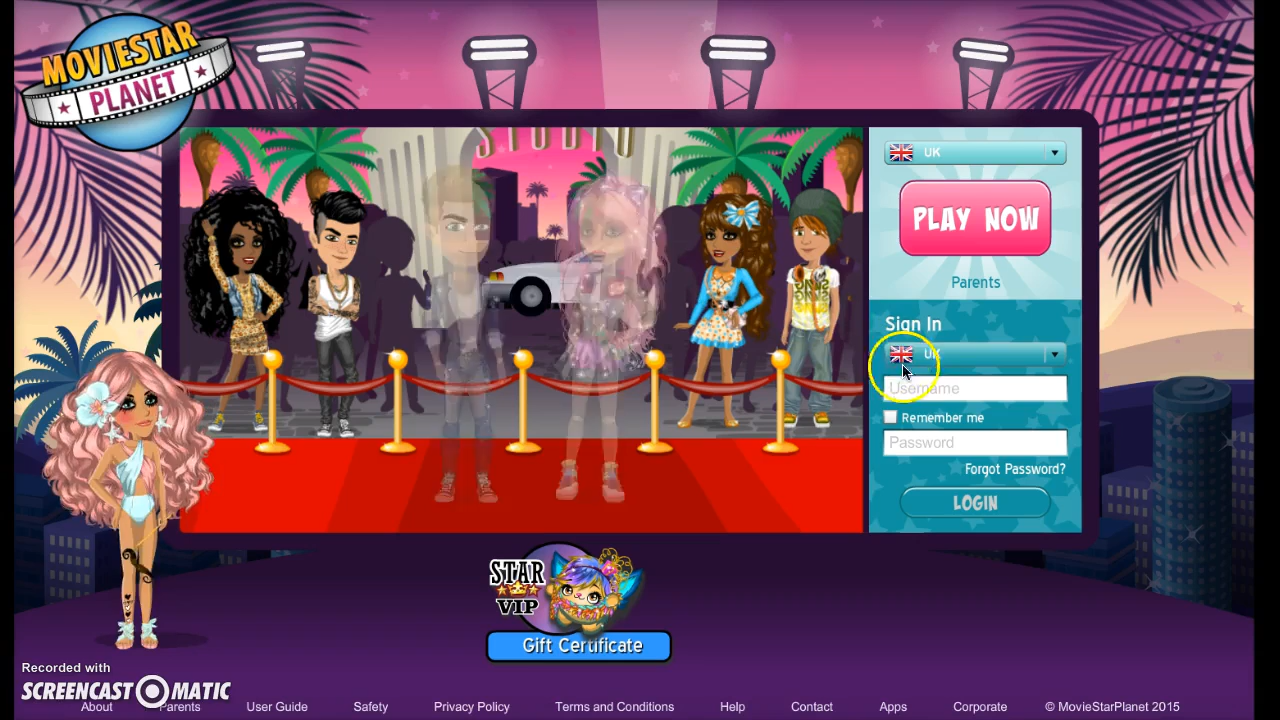 MOVIESTAR
PLANET
STUDIO
UK
PLAY NOW
Parents
Sign In
UK
Username
Remember me
Password
Forgot Password?
LOGIN
STAR
VIP
Gift Certificate
Recorded with
SCREENCAST-O-MATIC
About Parents User Guide Safety Privacy Policy Terms and Conditions Help Contact Apps Corporate © MovieStarPlanet 2015